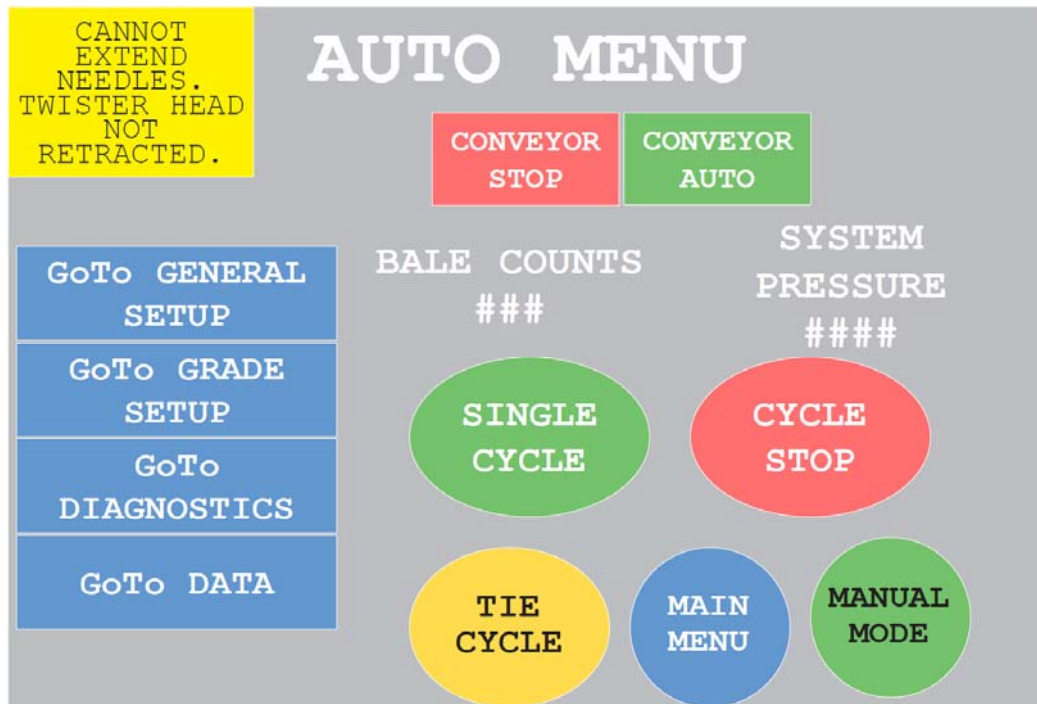 CANNOT
EXTEND
NEEDLES.
TWISTER HEAD
NOT
RETRACTED.
AUTO MENU
CONVEYOR
STOP
CONVEYOR
AUTO
GoTo GENERAL
SETUP
GoTo GRADE
SETUP
GoTo
DIAGNOSTICS
GoTo DATA
BALE COUNTS
###
SYSTEM
PRESSURE
####
SINGLE
CYCLE
CYCLE
STOP
TIE
CYCLE
MAIN
MENU
MANUAL
MODE